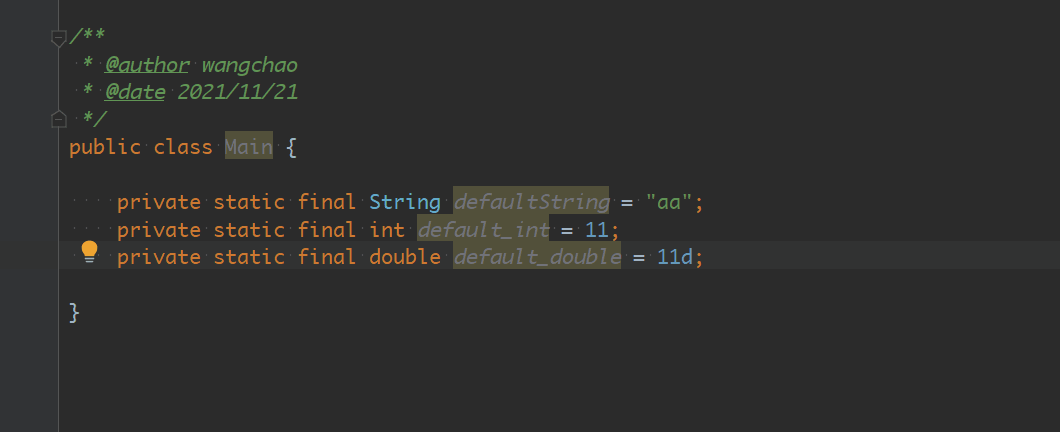 /**
 * @author wangchao
 * @date 2021/11/21
 */
public class Main {
    private static final String defaultString = "aa";
    private static final int default_int = 11;
    private static final double default_double = 11d;
}